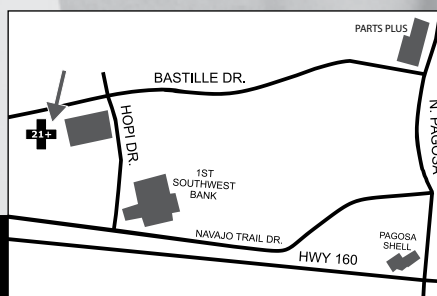 PARTS PLUS
BASTILLE DR.
N. PAGOSA
21+
HOPI DR.
1ST
SOUTHWEST
BANK
NAVAJO TRAIL DR.
PAGOSA
SHELL
HWY 160